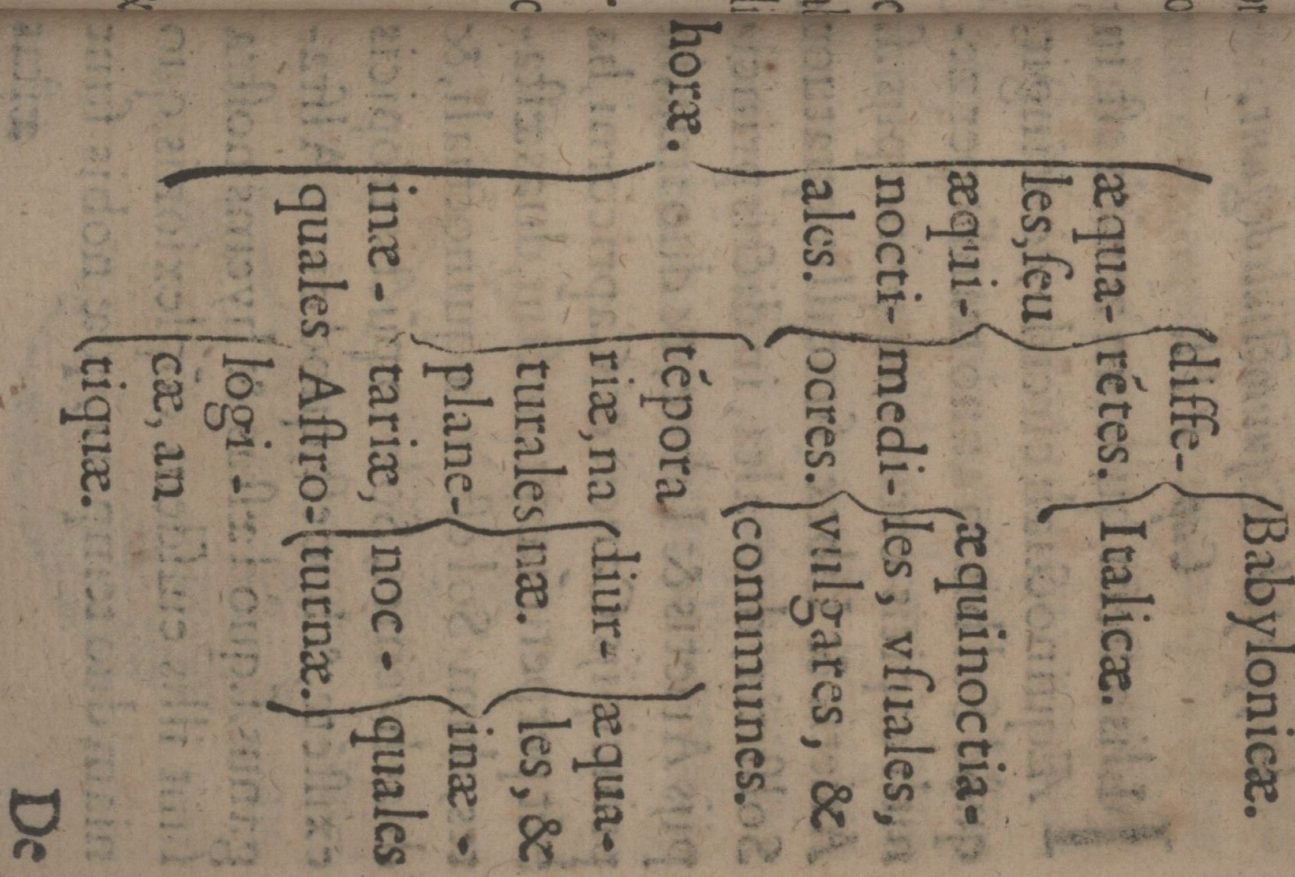 horæ.
æqua-
les, ſeu
æqui-
nocti-
ales.
diffe-
rétes.
Babylonicæ.
Italicæ.
medi-
ocres.
æquinoctia-
les, vſuales,
vulgares, &
communes.
inæ-
quales
tépora
riæ, na
turales
plane-
tariæ,
Aſtro-
logi-
cæ, an
tiquæ.
diur-
næ.
noc-
turnæ.
æqua-
les, &
inæ-
quales
De